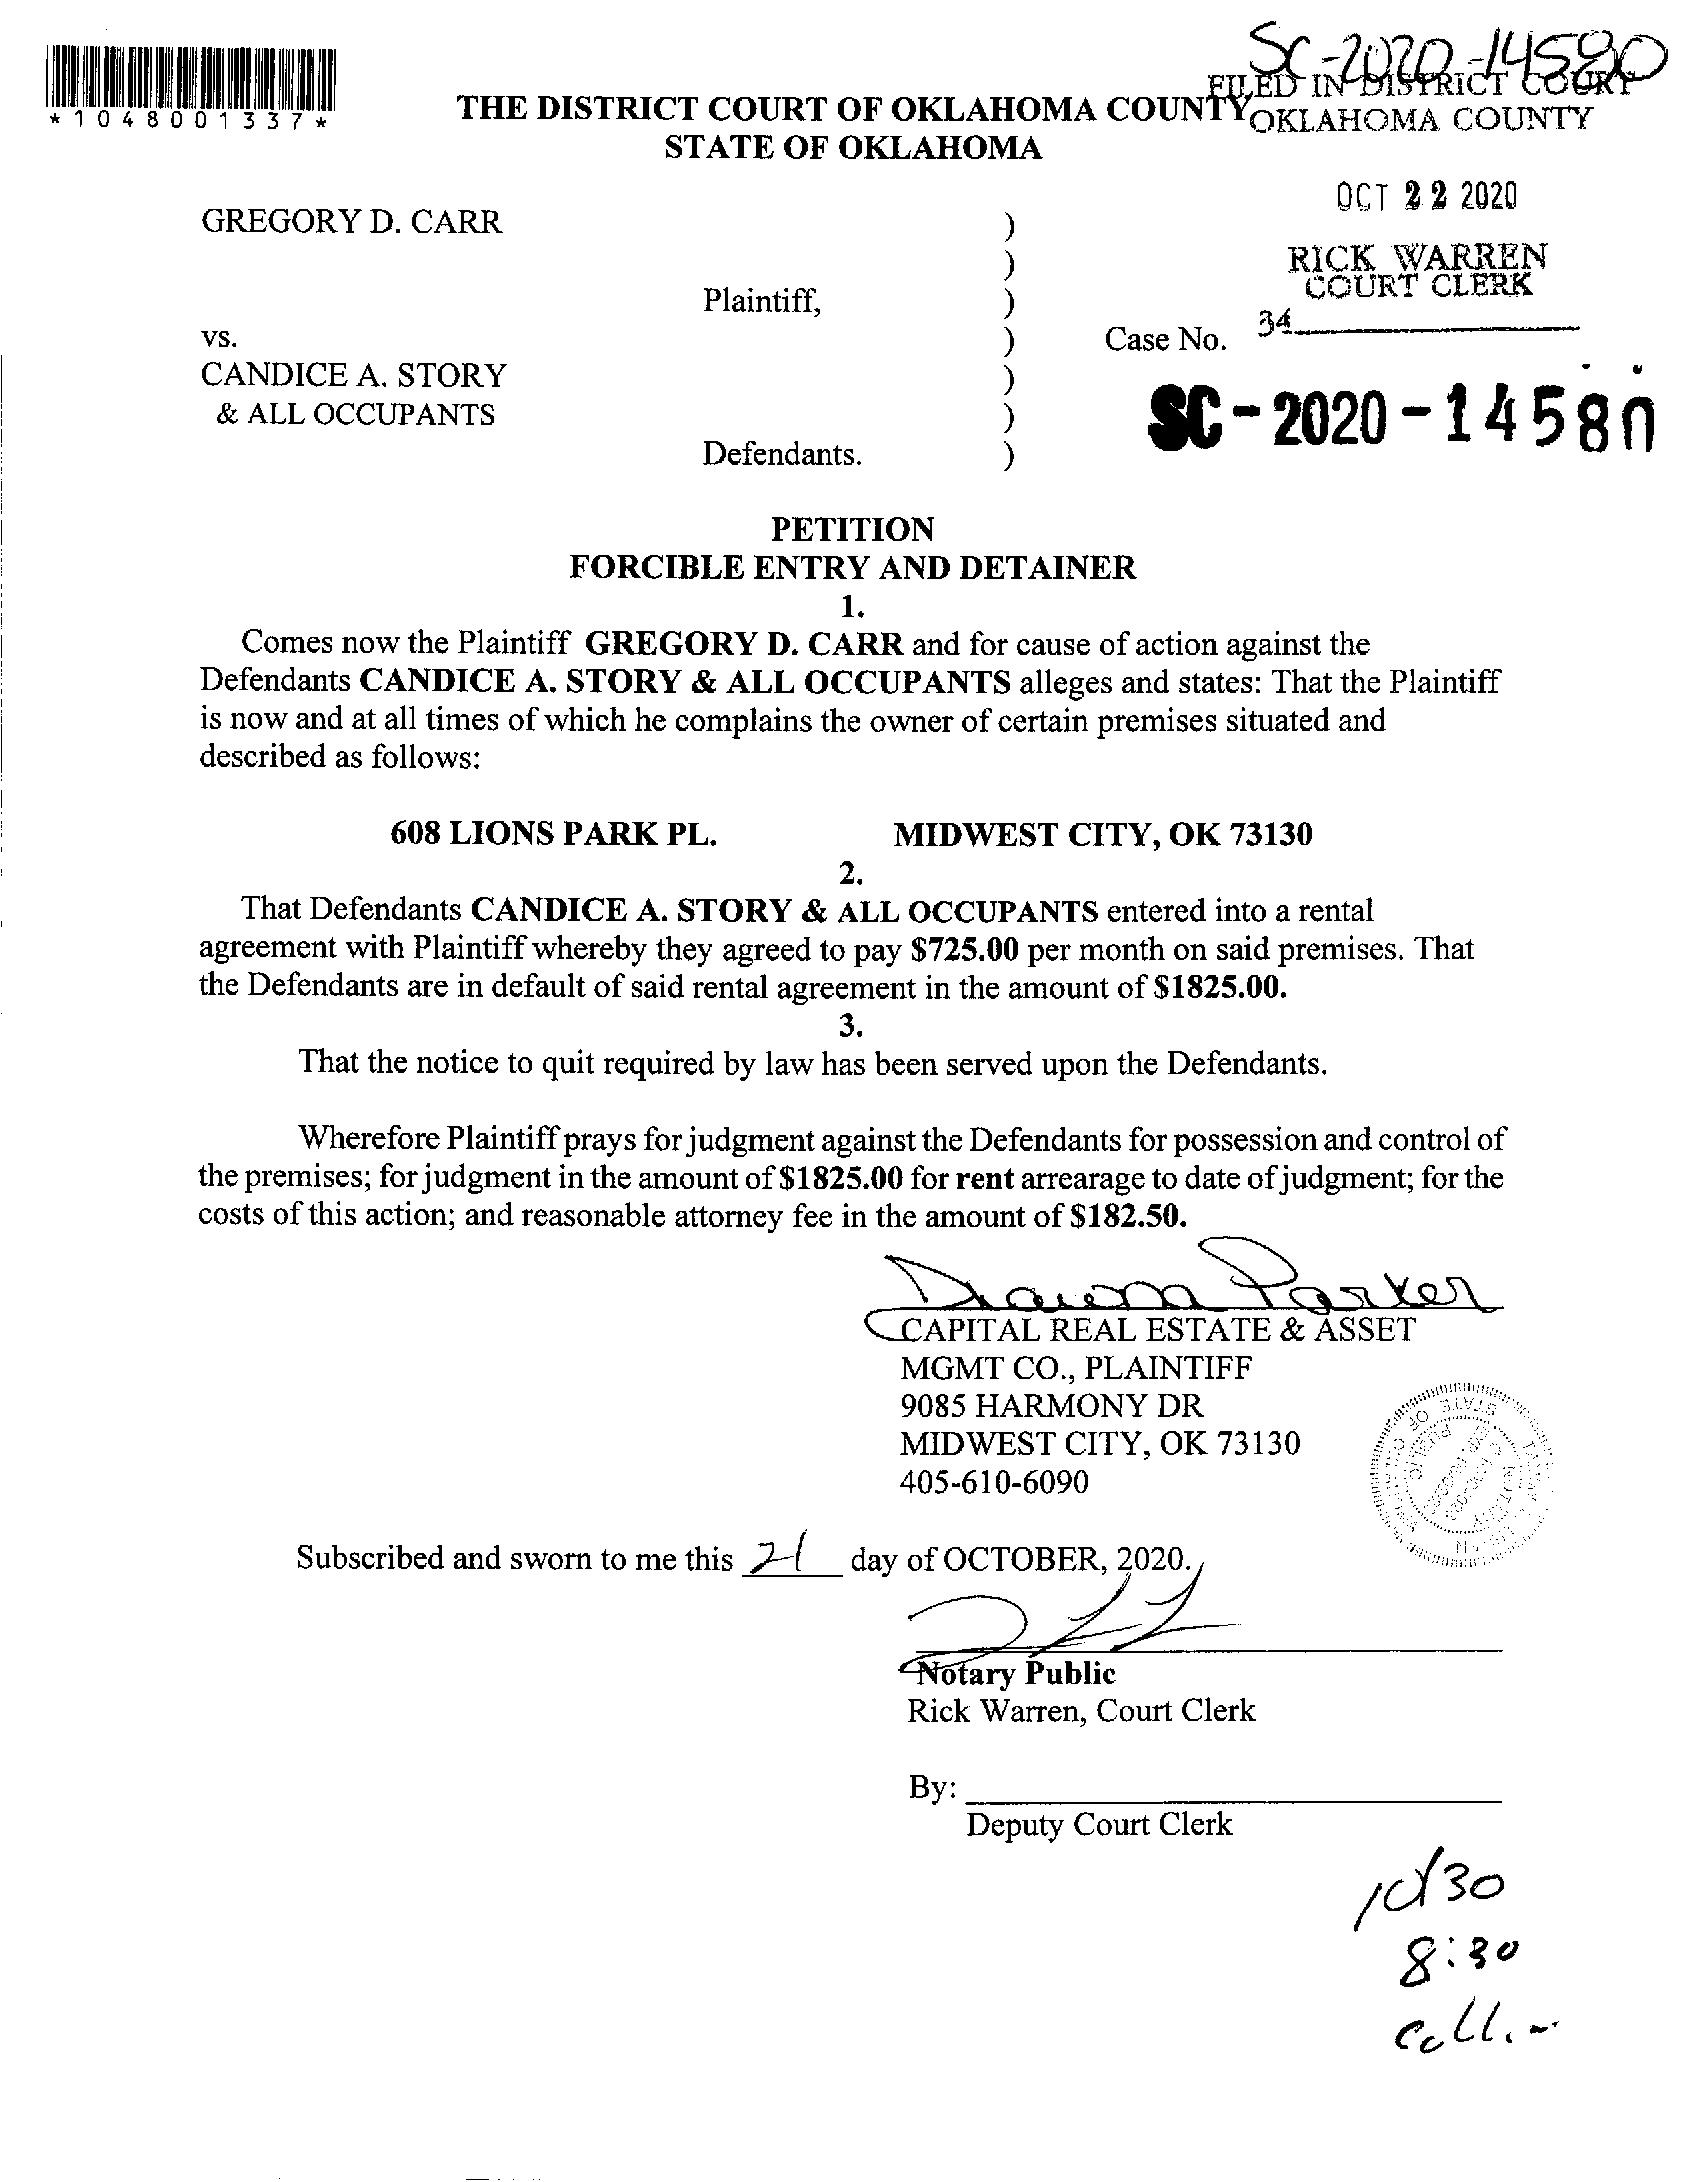 SC-2020-14580
*1048001337*
FILED IN DISTRICT COURT
OKLAHOMA COUNTY
THE DISTRICT COURT OF OKLAHOMA COUNTY
STATE OF OKLAHOMA
OCT 22 2020
RICK WARREN
COURT CLERK
34
GREGORY D. CARR )
)
Plaintiff, )
vs. ) Case No.
CANDICE A. STORY )
& ALL OCCUPANTS )
SC-2020-14580
Defendants. )
PETITION
FORCIBLE ENTRY AND DETAINER
1.
Comes now the Plaintiff GREGORY D. CARR and for cause of action against the
Defendants CANDICE A. STORY & ALL OCCUPANTS alleges and states: That the Plaintiff
is now and at all times of which he complains the owner of certain premises situated and
described as follows:
608 LIONS PARK PL. MIDWEST CITY, OK 73130
2.
That Defendants CANDICE A. STORY & ALL OCCUPANTS entered into a rental
agreement with Plaintiff whereby they agreed to pay $725.00 per month on said premises. That
the Defendants are in default of said rental agreement in the amount of $1825.00.
3.
That the notice to quit required by law has been served upon the Defendants.
Wherefore Plaintiff prays for judgment against the Defendants for possession and control of
the premises; for judgment in the amount of $1825.00 for rent arrearage to date of judgment; for the
costs of this action; and reasonable attorney fee in the amount of $182.50.
Parker
CAPITAL REAL ESTATE & ASSET
MGMT CO., PLAINTIFF
9085 HARMONY DR
MIDWEST CITY, OK 73130
405-610-6090
STATE OF
PUBLIC
Subscribed and sworn to me this 21 day of OCTOBER, 2020.
Notary Public
Rick Warren, Court Clerk
By:
Deputy Court Clerk
10/30
8:30